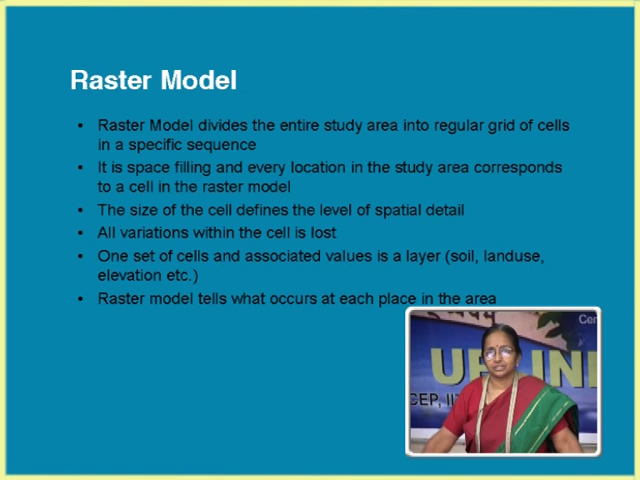 Raster Model
• Raster Model divides the entire study area into regular grid of cells
in a specific sequence
• It is space filling and every location in the study area corresponds
to a cell in the raster model
• The size of the cell defines the level of spatial detail
• All variations within the cell is lost
• One set of cells and associated values is a layer (soil, landuse,
elevation etc.)
• Raster model tells what occurs at each place in the area
Cen